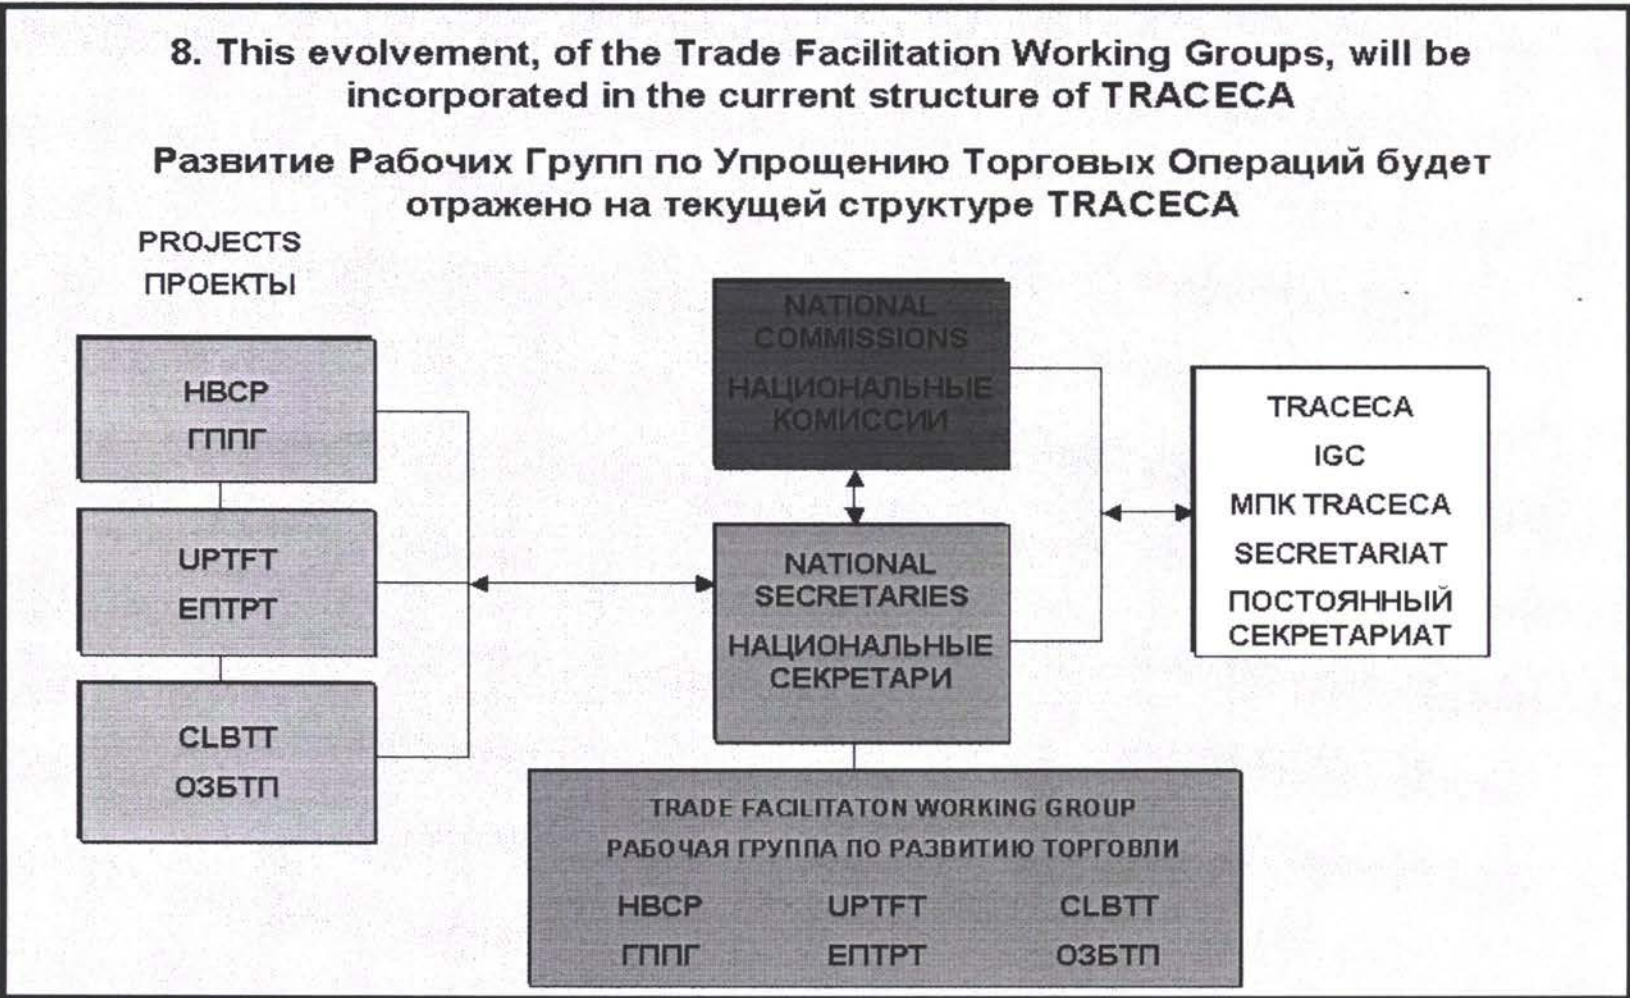 8. This evolvement, of the Trade Facilitation Working Groups, will be
incorporated in the current structure of TRACECA
Развитие Рабочих Групп по Упрощению Торговых Операций будет
отражено на текущей структуре TRACECA
PROJECTS
ПРОЕКТЫ
HBCP
ГППГ
UPTFT
ЕПТРТ
CLBTT
ОЗБТП
NATIONAL
COMMISSIONS
НАЦИОНАЛЬНЫЕ
КОМИССИИ
NATIONAL
SECRETARIES
НАЦИОНАЛЬНЫЕ
СЕКРЕТАРИ
TRACECA
IGC
МПК TRACECA
SECRETARIAT
ПОСТОЯННЫЙ
СЕКРЕТАРИАТ
TRADE FACILITATON WORKING GROUP
РАБОЧАЯ ГРУППА ПО РАЗВИТИЮ ТОРГОВЛИ
HBCP UPTFT CLBTT
ГППГ ЕПТРТ ОЗБТП